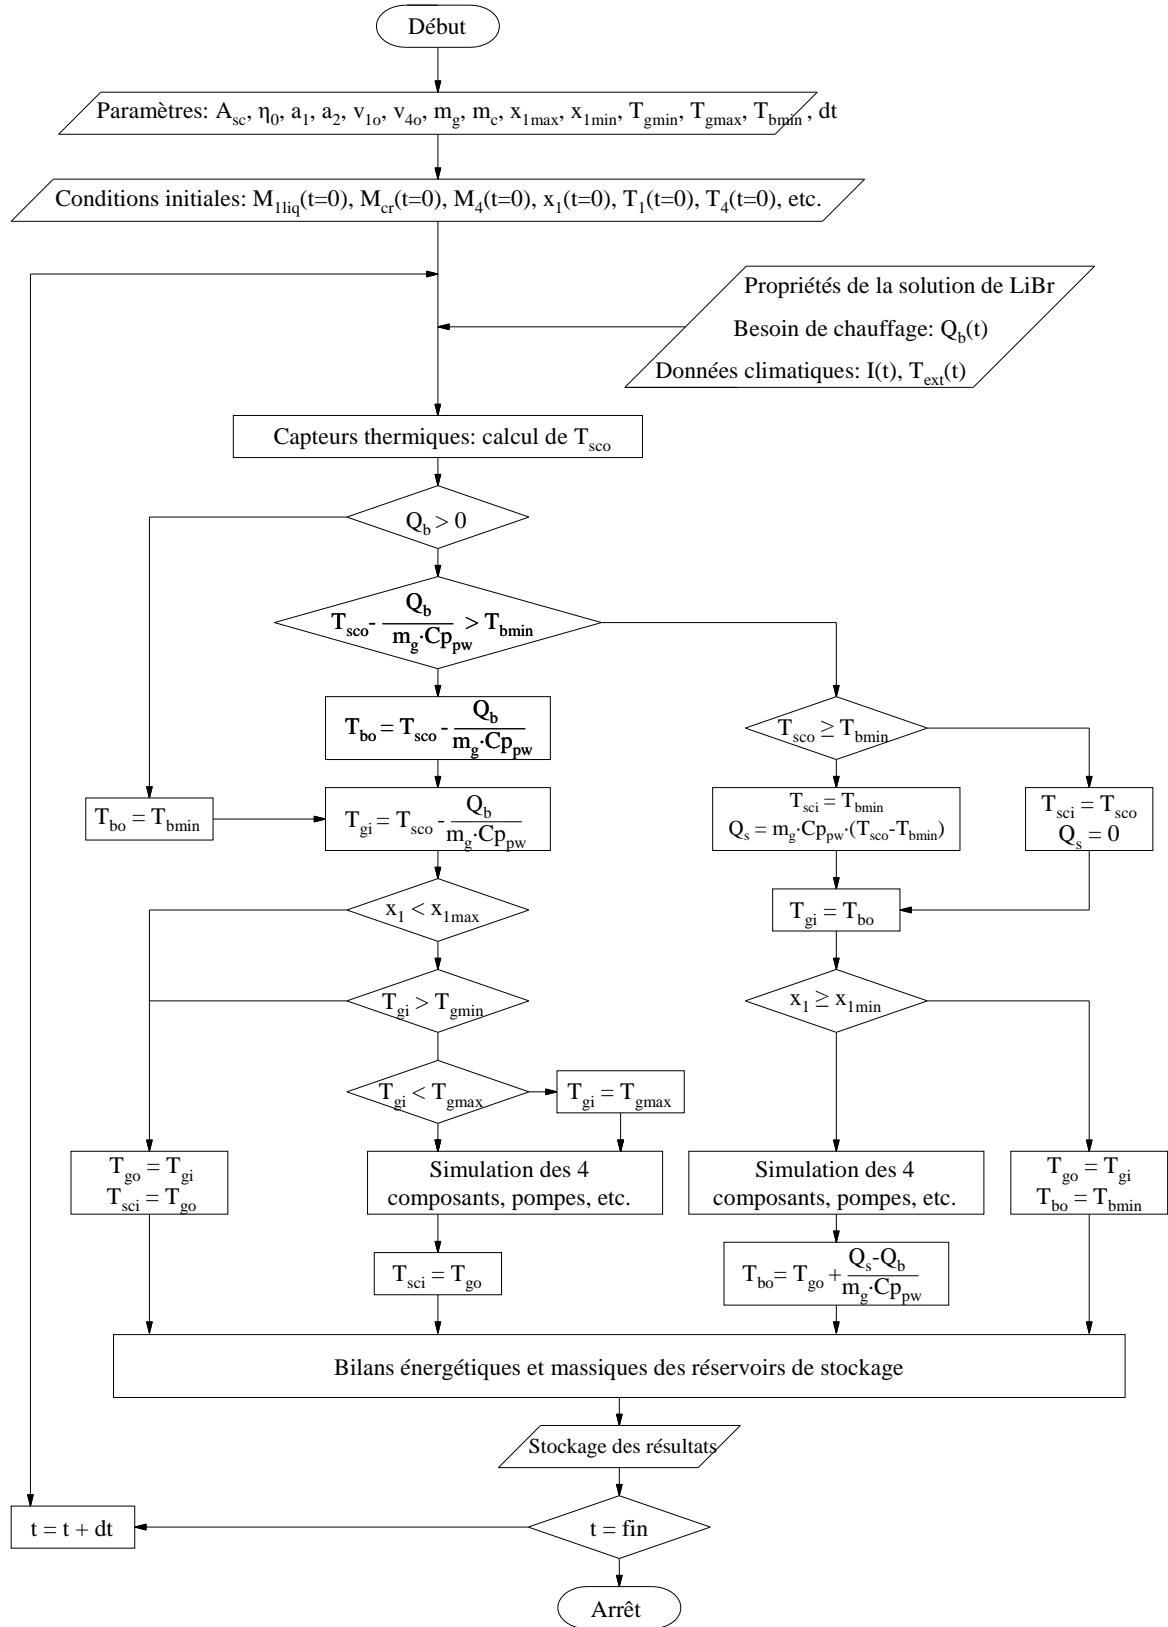 Début
Paramètres: A_sc, η_0, a_1, a_2, v_1o, v_4o, m_g, m_c, x_1max, x_1min, T_gmin, T_gmax, T_bmin, dt
Conditions initiales: M_1liq(t=0), M_cr(t=0), M_4(t=0), x_1(t=0), T_1(t=0), T_4(t=0), etc.
Propriétés de la solution de LiBr
Besoin de chauffage: Q_b(t)
Données climatiques: I(t), T_ext(t)
Capteurs thermiques: calcul de T_sco
Q_b > 0
T_sco - Q_b / m_g·Cp_pw > T_bmin
T_bo = T_sco - Q_b / m_g·Cp_pw
T_sco ≥ T_bmin
T_bo = T_bmin
T_gi = T_sco - Q_b / m_g·Cp_pw
T_sci = T_bmin
Q_s = m_g·Cp_pw·(T_sco-T_bmin)
T_sci = T_sco
Q_s = 0
x_1 < x_1max
T_gi = T_bo
T_gi > T_gmin
x_1 ≥ x_1min
T_gi < T_gmax
T_gi = T_gmax
T_go = T_gi
T_sci = T_go
Simulation des 4
composants, pompes, etc.
Simulation des 4
composants, pompes, etc.
T_go = T_gi
T_bo = T_bmin
T_sci = T_go
T_bo = T_go + Q_s-Q_b / m_g·Cp_pw
Bilans énergétiques et massiques des réservoirs de stockage
Stockage des résultats
t = t + dt
t = fin
Arrêt